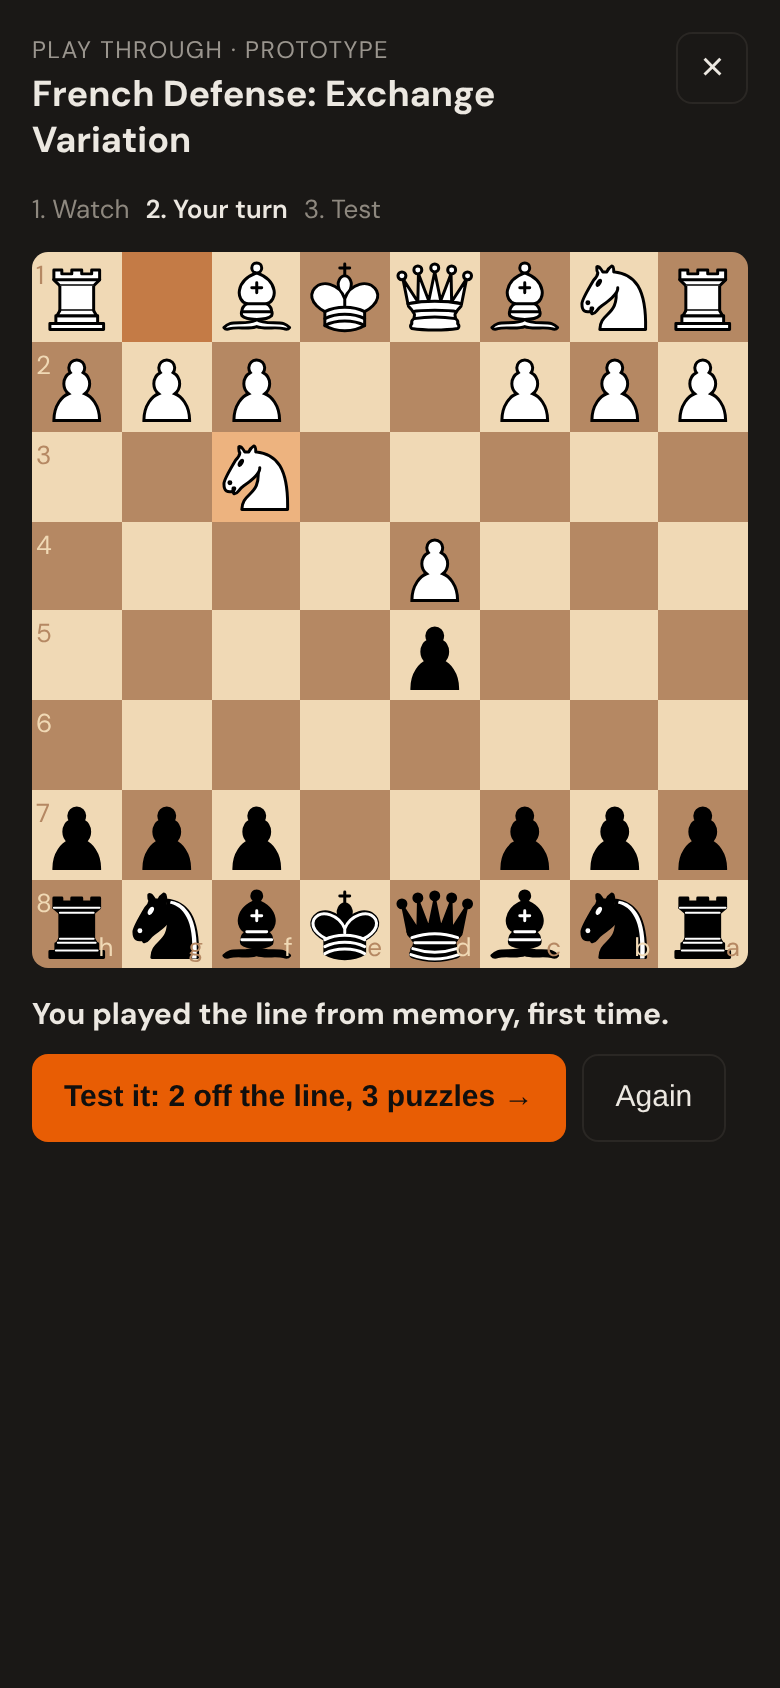 PLAY THROUGH · PROTOTYPE
×
French Defense: Exchange
Variation
1. Watch 2. Your turn 3. Test
1
2
3
4
5
6
7
8
h g f e d c b a
You played the line from memory, first time.
Test it: 2 off the line, 3 puzzles →
Again